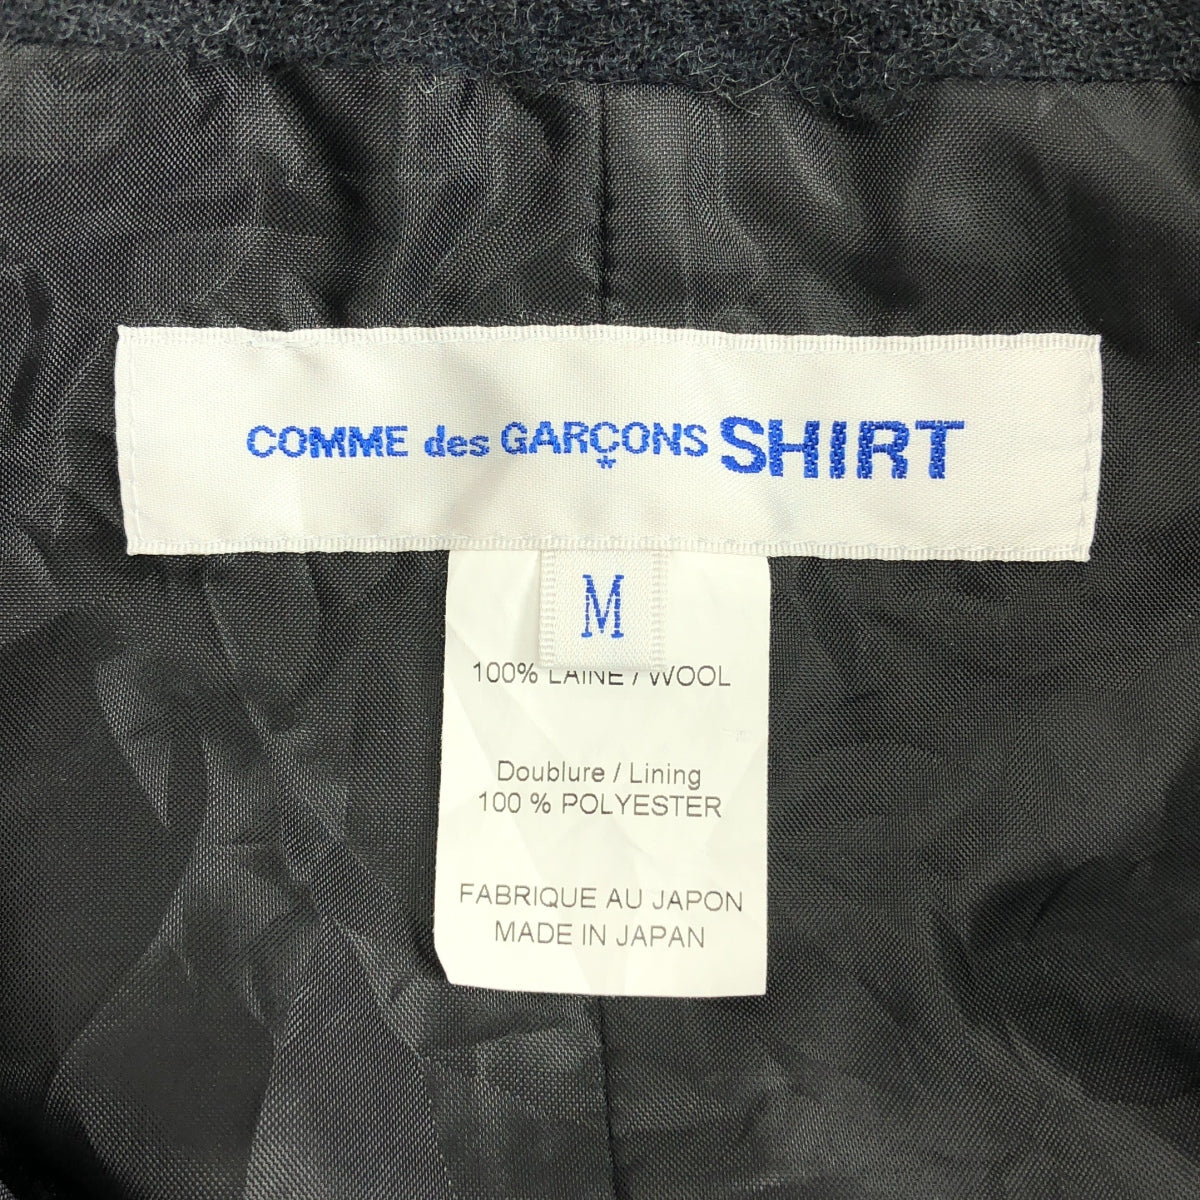 COMME des GARÇONS SHIRT
M
100% LAINE / WOOL
Doublure / Lining
100 % POLYESTER
FABRIQUE AU JAPON
MADE IN JAPAN